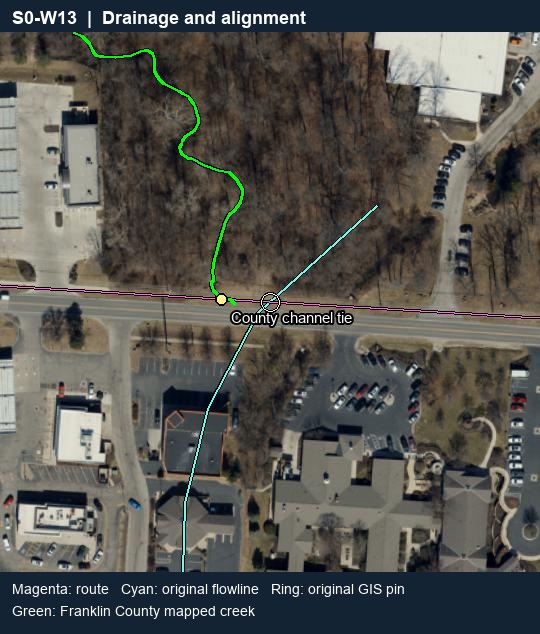 S0-W13 | Drainage and alignment
County channel tie
Magenta: route Cyan: original flowline Ring: original GIS pin
Green: Franklin County mapped creek